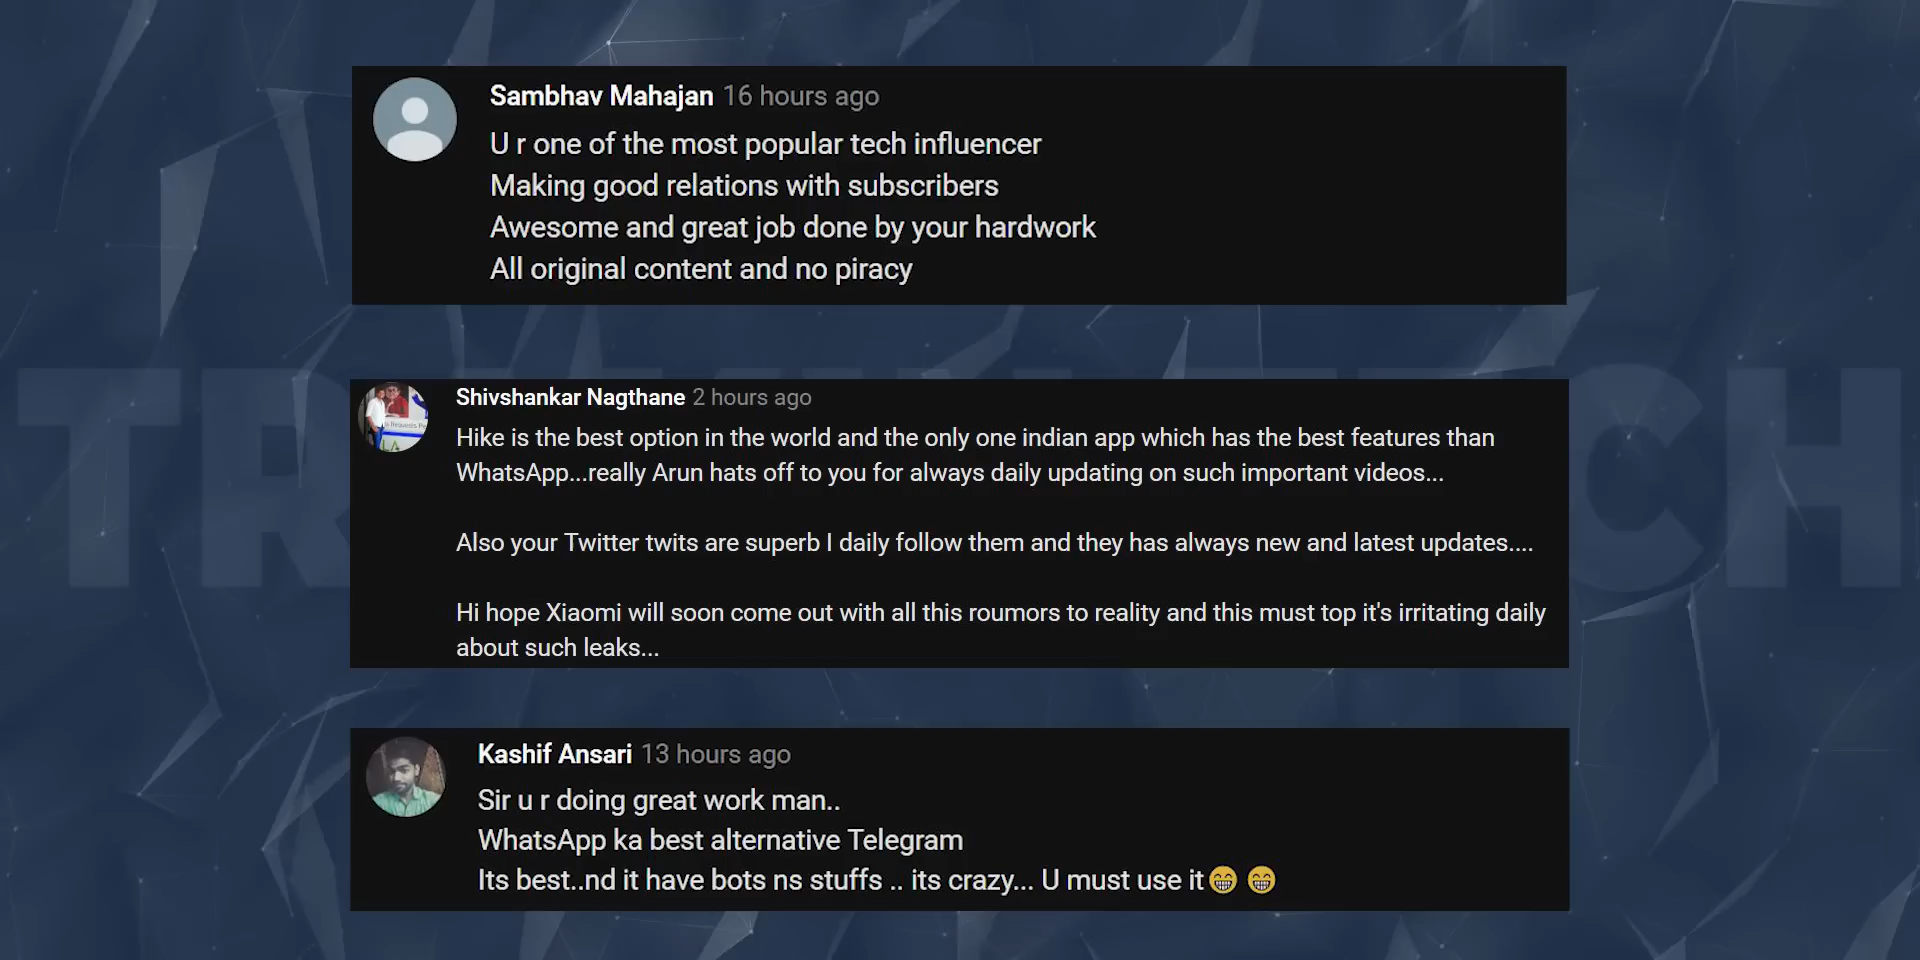 Sambhav Mahajan 16 hours ago
U r one of the most popular tech influencer
Making good relations with subscribers
Awesome and great job done by your hardwork
All original content and no piracy
Shivshankar Nagthane 2 hours ago
Hike is the best option in the world and the only one indian app which has the best features than
WhatsApp...really Arun hats off to you for always daily updating on such important videos...
Also your Twitter twits are superb I daily follow them and they has always new and latest updates....
Hi hope Xiaomi will soon come out with all this roumors to reality and this must top it's irritating daily
about such leaks...
Kashif Ansari 13 hours ago
Sir u r doing great work man..
WhatsApp ka best alternative Telegram
Its best..nd it have bots ns stuffs .. its crazy... U must use it😁 😁